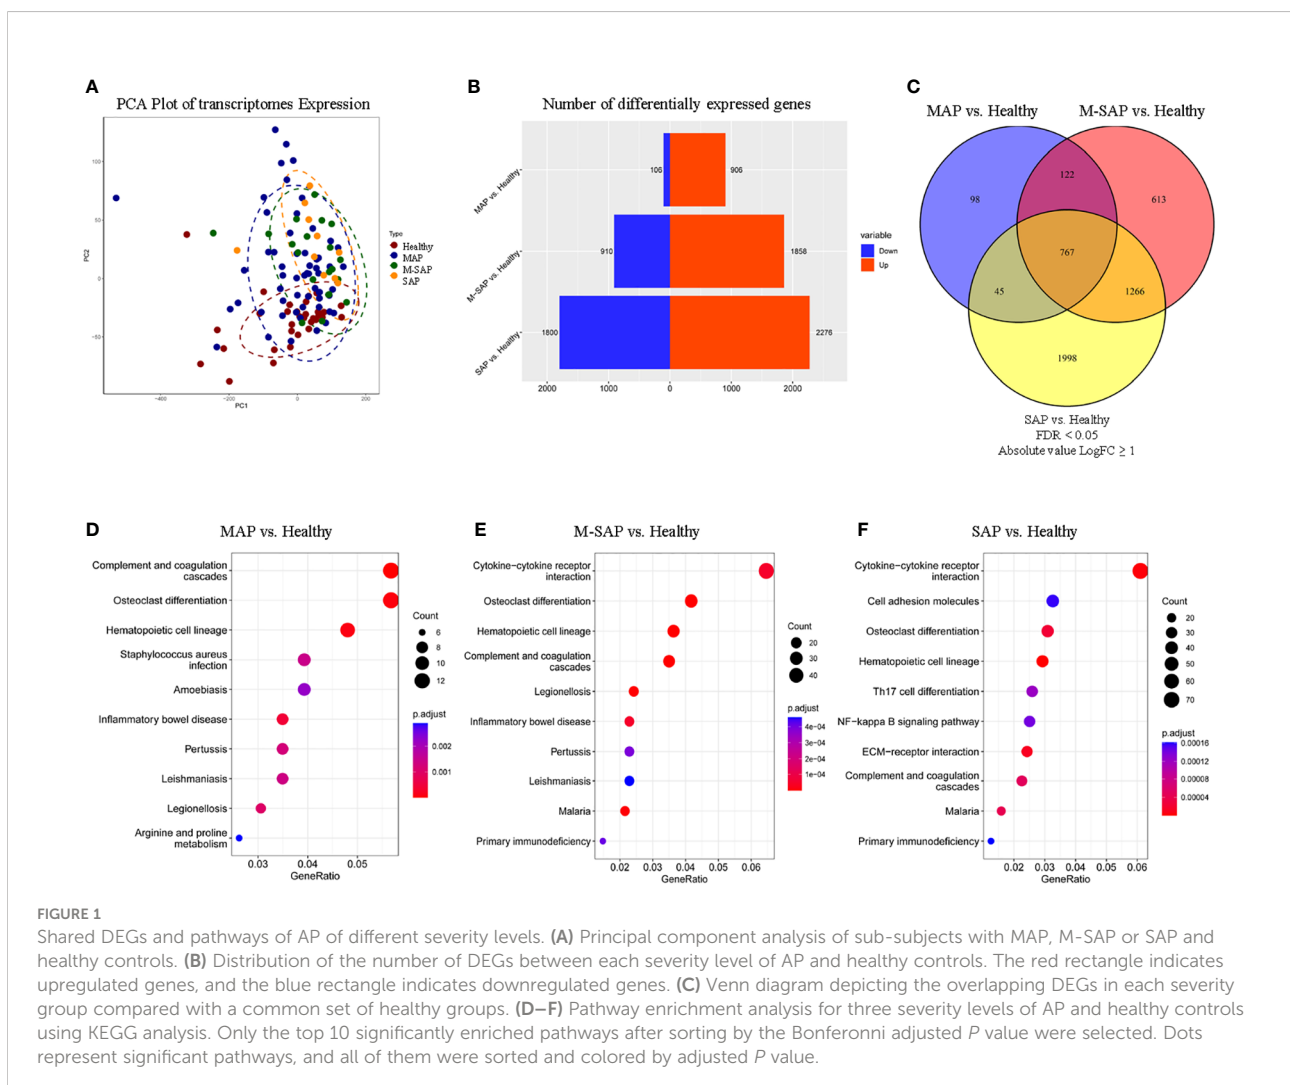 A
PCA Plot of transcriptomes Expression
100
50
0
−50
−400
−200
0
200
PC2
PC1
Type
Healthy
MAP
M-SAP
SAP
B
Number of differentially expressed genes
MAP vs. Healthy
M-SAP vs. Healthy
SAP vs. Healthy
106
906
910
1858
1800
2276
2000
1000
0
1000
2000
variable
Down
Up
C
MAP vs. Healthy
M-SAP vs. Healthy
98
122
613
767
45
1266
1998
SAP vs. Healthy
FDR < 0.05
Absolute value LogFC ≥ 1
D
MAP vs. Healthy
Complement and coagulation
cascades
Osteoclast differentiation
Hematopoietic cell lineage
Staphylococcus aureus
infection
Amoebiasis
Inflammatory bowel disease
Pertussis
Leishmaniasis
Legionellosis
Arginine and proline
metabolism
0.03
0.04
0.05
GeneRatio
Count
6
8
10
12
p.adjust
0.002
0.001
E
M-SAP vs. Healthy
Cytokine−cytokine receptor
interaction
Osteoclast differentiation
Hematopoietic cell lineage
Complement and coagulation
cascades
Legionellosis
Inflammatory bowel disease
Pertussis
Leishmaniasis
Malaria
Primary immunodeficiency
0.02
0.03
0.04
0.05
0.06
GeneRatio
Count
20
30
40
p.adjust
4e−04
3e−04
2e−04
1e−04
F
SAP vs. Healthy
Cytokine−cytokine receptor
interaction
Cell adhesion molecules
Osteoclast differentiation
Hematopoietic cell lineage
Th17 cell differentiation
NF−kappa B signaling pathway
ECM−receptor interaction
Complement and coagulation
cascades
Malaria
Primary immunodeficiency
0.02
0.03
0.04
0.05
0.06
GeneRatio
Count
20
30
40
50
60
70
p.adjust
0.00016
0.00012
0.00008
0.00004
FIGURE 1
Shared DEGs and pathways of AP of different severity levels. (A) Principal component analysis of sub-subjects with MAP, M-SAP or SAP and
healthy controls. (B) Distribution of the number of DEGs between each severity level of AP and healthy controls. The red rectangle indicates
upregulated genes, and the blue rectangle indicates downregulated genes. (C) Venn diagram depicting the overlapping DEGs in each severity
group compared with a common set of healthy groups. (D–F) Pathway enrichment analysis for three severity levels of AP and healthy controls
using KEGG analysis. Only the top 10 significantly enriched pathways after sorting by the Bonferonni adjusted P value were selected. Dots
represent significant pathways, and all of them were sorted and colored by adjusted P value.